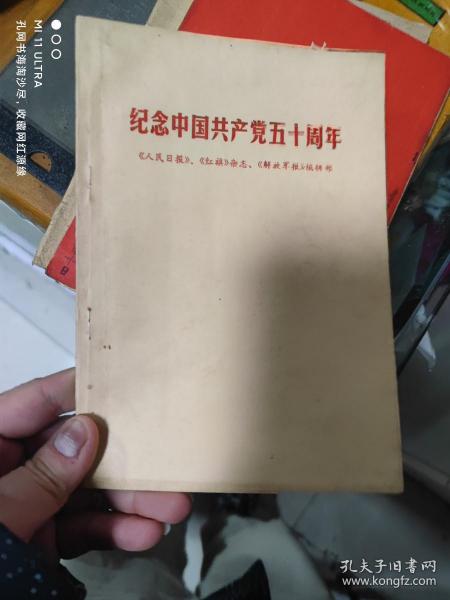 纪念中国共产党五十周年
《人民日报》、《红旗》杂志、《解放军报》编辑部
MI 11 ULTRA
孔网书海淘沙尽，收藏网红源缘
孔夫子旧书网
www.kongfz.com